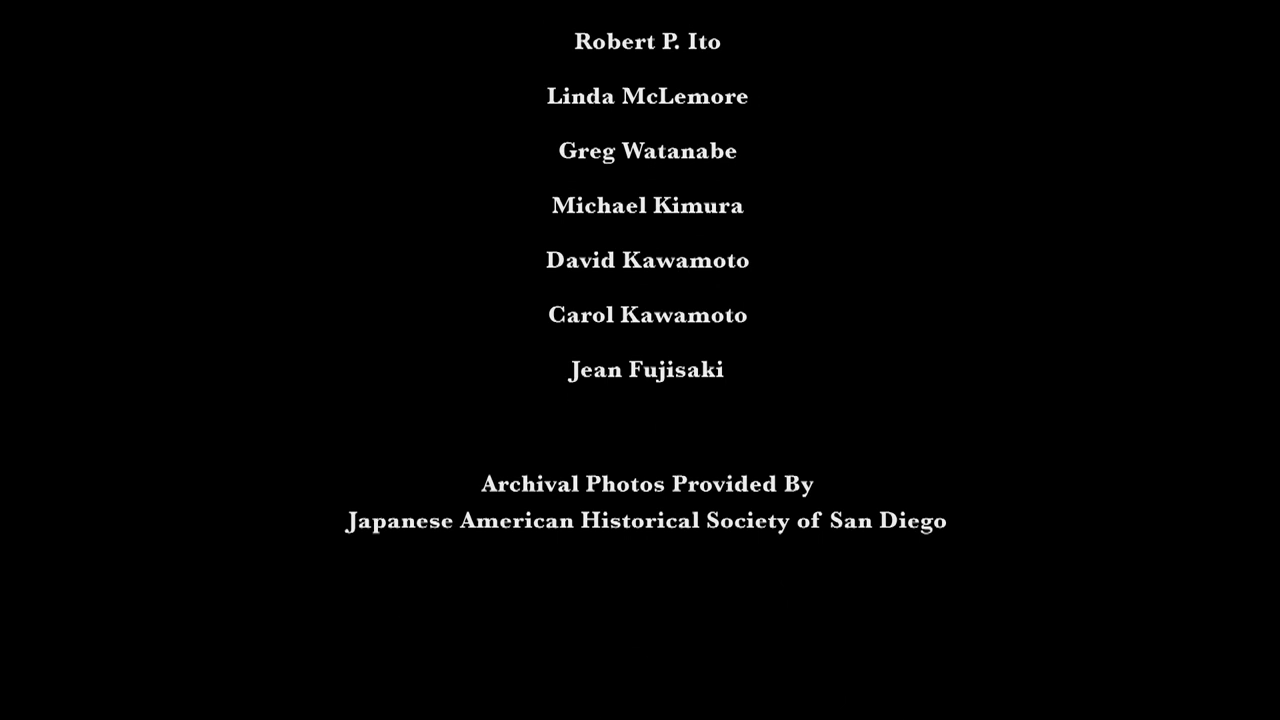 Robert P. Ito
Linda McLemore
Greg Watanabe
Michael Kimura
David Kawamoto
Carol Kawamoto
Jean Fujisaki
Archival Photos Provided By
Japanese American Historical Society of San Diego